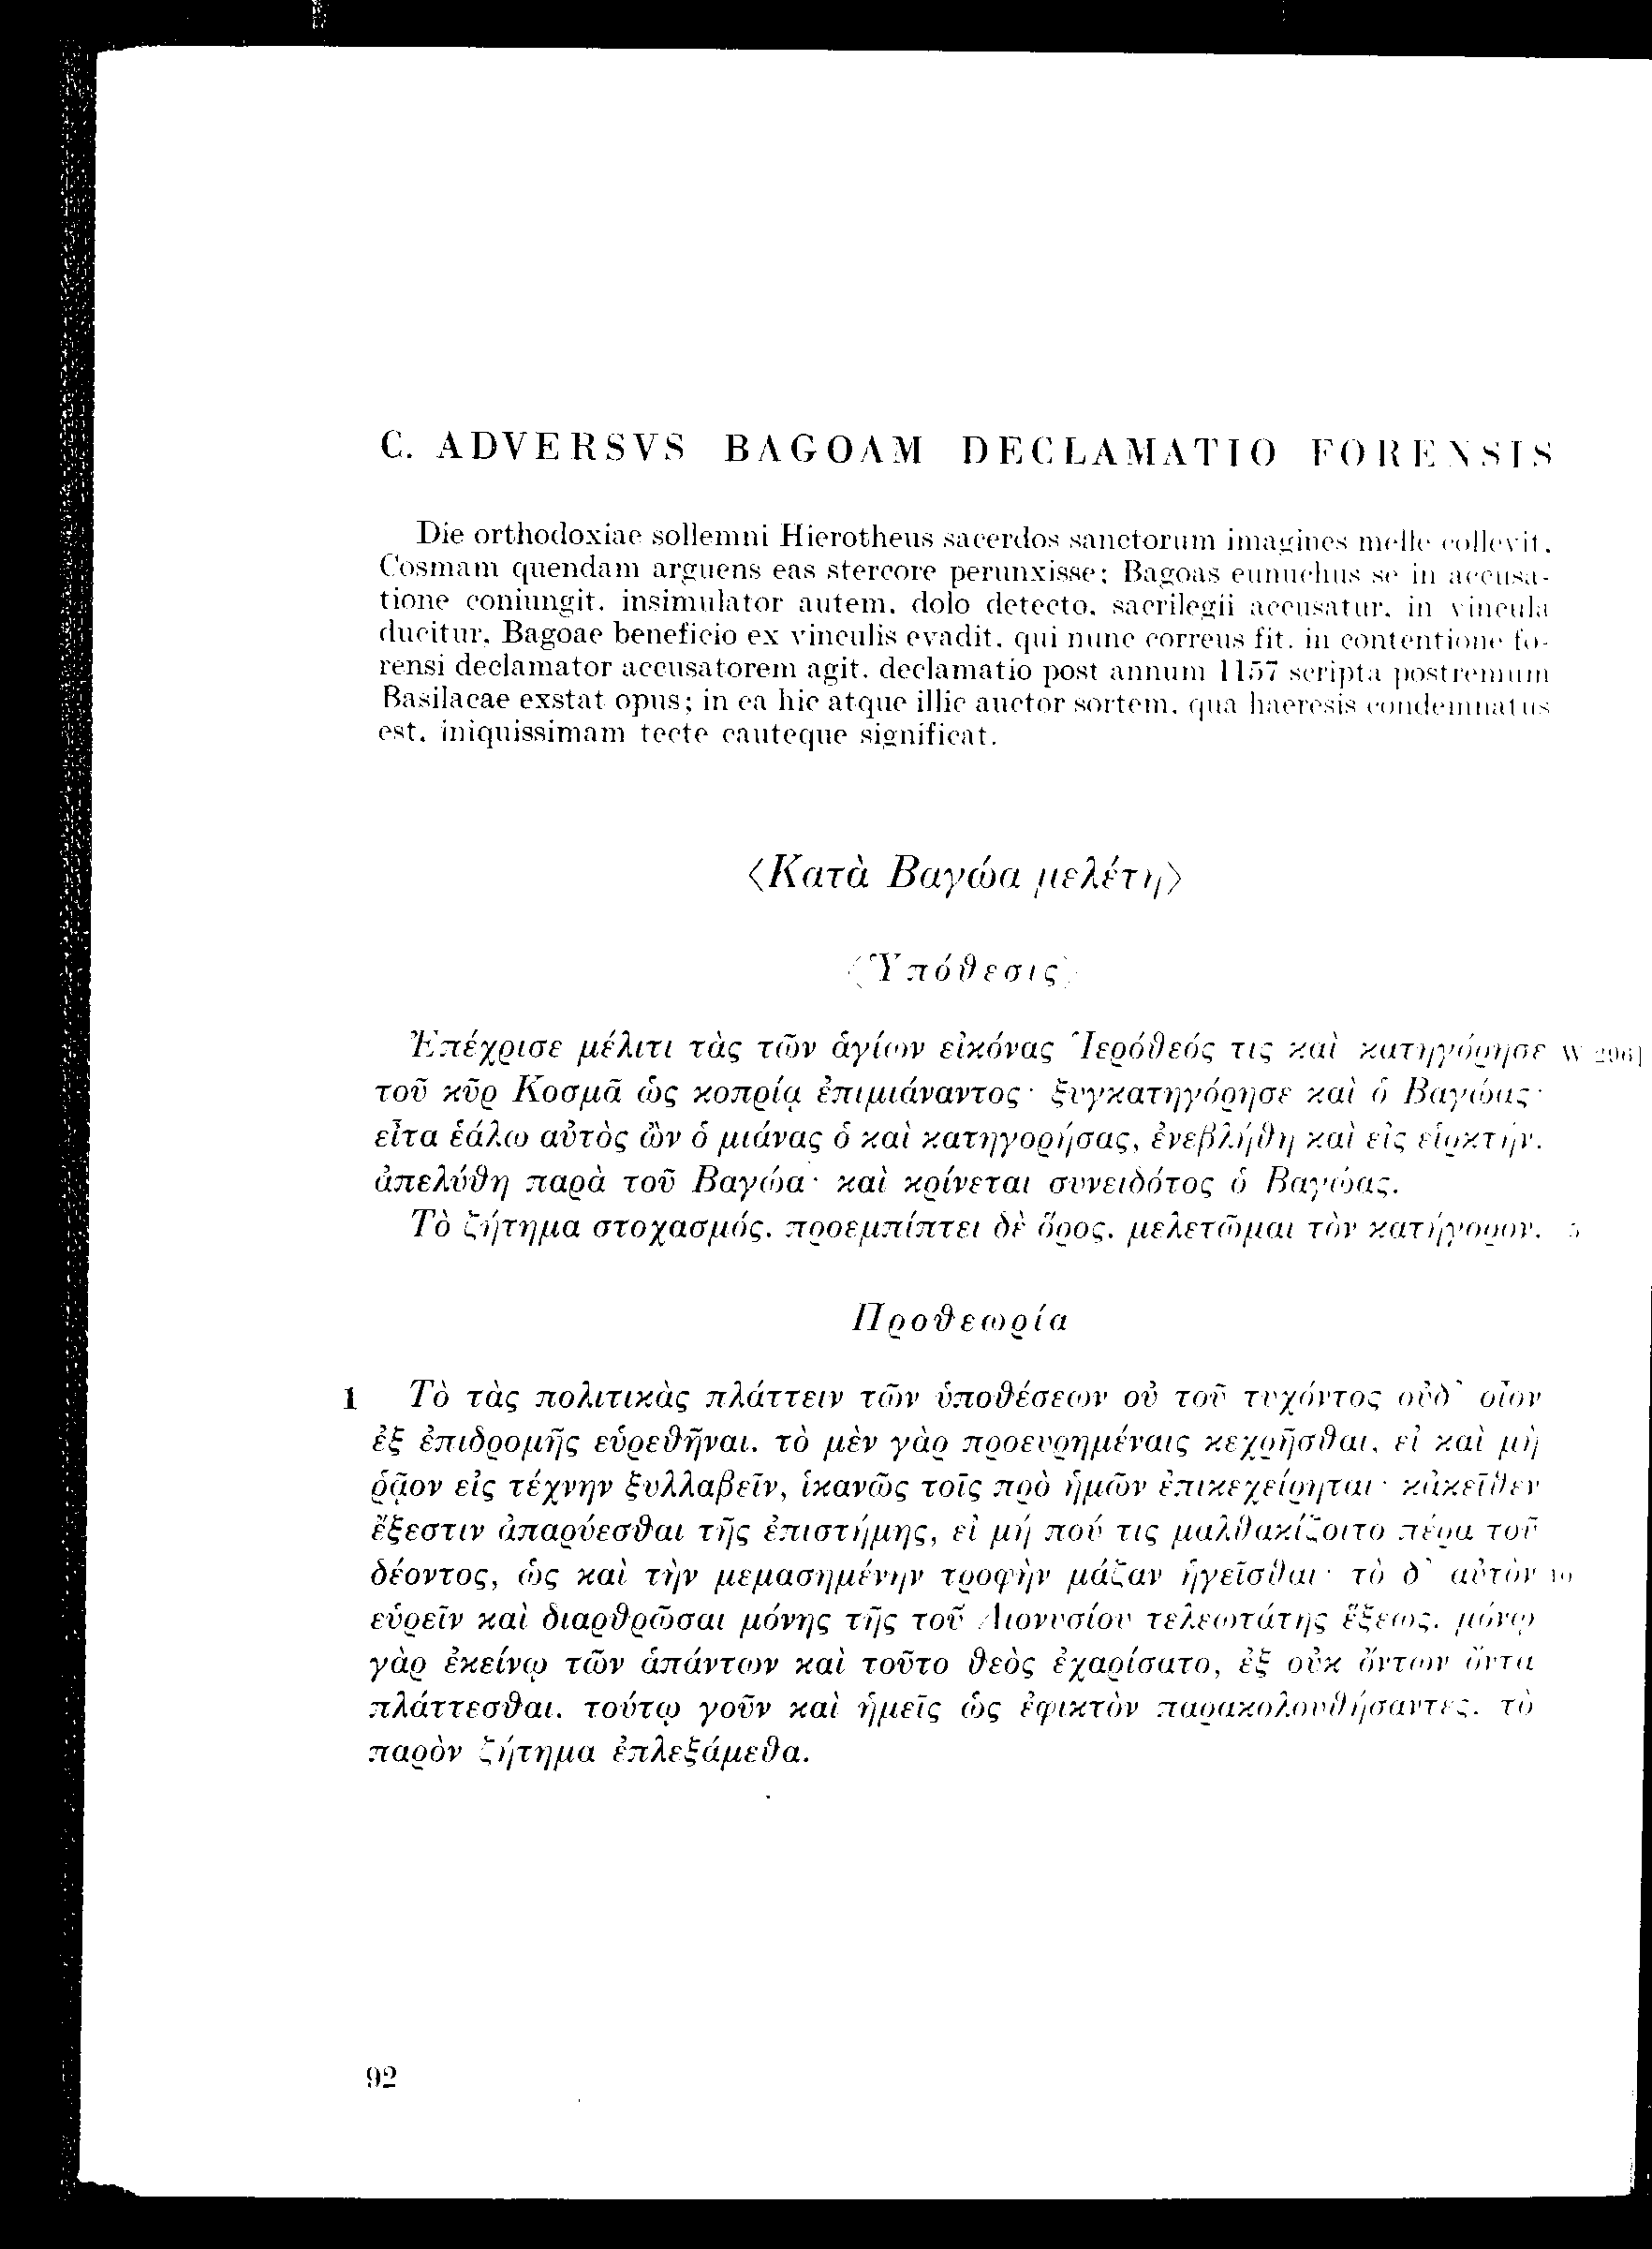 C. ADVERSVS BAGOAM DECLAMATIO FORENSIS
Die orthodoxiae sollemni Hierotheus sacerdos sanctorum imagines melle collevit.
Cosmam quendam arguens eas stercore perunxisse; Bagoas eunuchus se in accusa-
tione coniungit. insimulator autem, dolo detecto, sacrilegii accusatur, in vincula
ducitur, Bagoae beneficio ex vinculis evadit, qui nunc correus fit. in contentione fo-
rensi declamator accusatorem agit. declamatio post annum 1157 scripta postremum
Basilacae exstat opus; in ea hic atque illic auctor sortem, qua haeresis condemnatus
est, iniquissimam tecte cauteque significat.
⟨Κατὰ Βαγώα μελέτη⟩
⟨Ὑπόθεσις⟩
Ἐπέχρισε μέλιτι τὰς τῶν ἁγίων εἰκόνας Ἱερόθεός τις καὶ κατηγόρησε W 296]
τοῦ κῦρ Κοσμᾶ ὡς κοπρίᾳ ἐπιμιάναντος· ξυγκατηγόρησε καὶ ὁ Βαγώας·
εἶτα ἑάλω αὐτὸς ὢν ὁ μιάνας ὁ καὶ κατηγορήσας, ἐνεβλήθη καὶ εἰς εἱρκτήν.
ἀπελύθη παρὰ τοῦ Βαγώα· καὶ κρίνεται συνειδότος ὁ Βαγώας.
Τὸ ζήτημα στοχασμός. προεμπίπτει δὲ ὅρος. μελετῶμαι τὸν κατήγορον. 5
Προθεωρία
1 Τὸ τὰς πολιτικὰς πλάττειν τῶν ὑποθέσεων οὐ τοῦ τυχόντος οὐδ᾽ οἷον
ἐξ ἐπιδρομῆς εὑρεθῆναι. τὸ μὲν γὰρ προευρημέναις κεχρῆσθαι, εἰ καὶ μὴ
ῥᾷον εἰς τέχνην ξυλλαβεῖν, ἱκανῶς τοῖς πρὸ ἡμῶν ἐπικεχείρηται· κἀκεῖθεν
ἔξεστιν ἀπαρύεσθαι τῆς ἐπιστήμης, εἰ μή πού τις μαλθακίζοιτο πέρα τοῦ
δέοντος, ὡς καὶ τὴν μεμασημένην τροφὴν μάζαν ἡγεῖσθαι· τὸ δ᾽ αὐτὸν 10
εὑρεῖν καὶ διαρθρῶσαι μόνης τῆς τοῦ Διονυσίου τελεωτάτης ἕξεως. μόνῳ
γὰρ ἐκείνῳ τῶν ἁπάντων καὶ τοῦτο θεὸς ἐχαρίσατο, ἐξ οὐκ ὄντων ὄντα
πλάττεσθαι. τούτῳ γοῦν καὶ ἡμεῖς ὡς ἐφικτὸν παρακολουθήσαντες, τὸ
παρὸν ζήτημα ἐπλεξάμεθα.
92